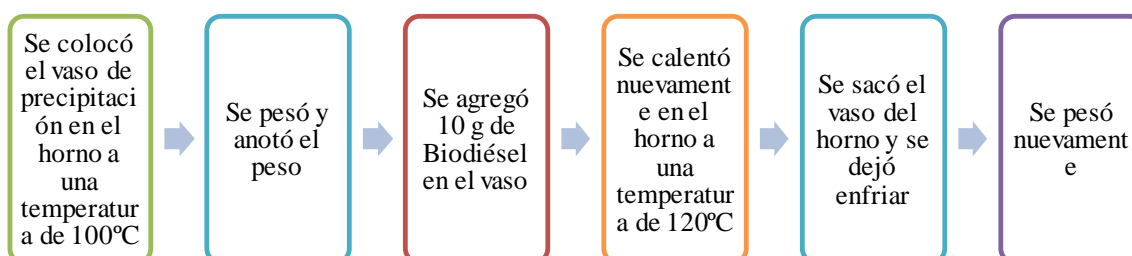 Se colocó
el vaso de
precipitaci
ón en el
horno a
una
temperatur
a de 100ºC
Se pesó y
anotó el
peso
Se agregó
10 g de
Biodiésel
en el vaso
Se calentó
nuevament
e en el
horno a
una
temperatur
a de 120ºC
Se sacó el
vaso del
horno y se
dejó
enfriar
Se pesó
nuevament
e